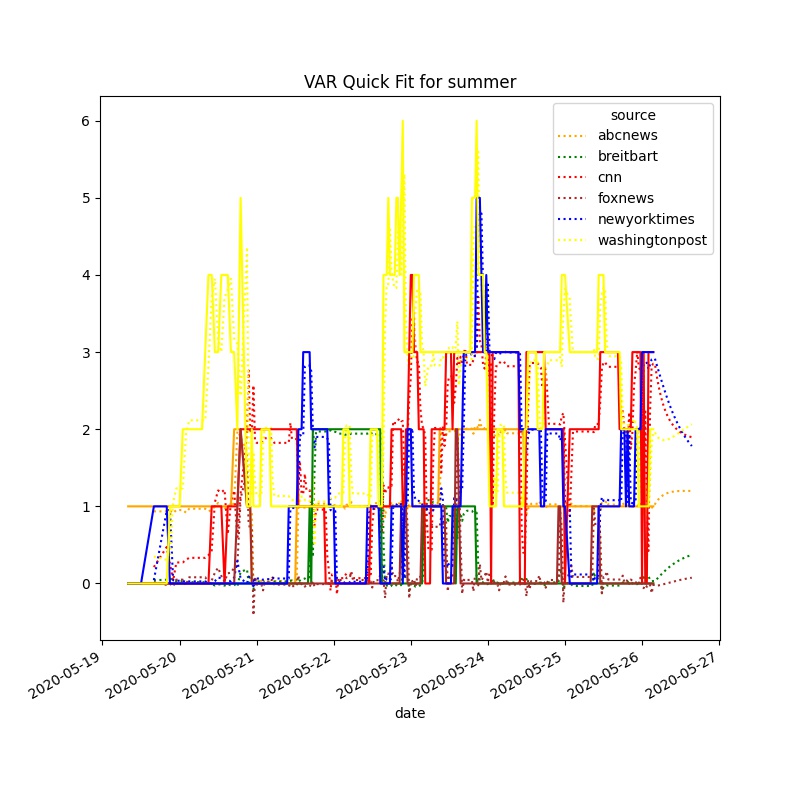 VAR Quick Fit for summer
source
abcnews
breitbart
cnn
foxnews
newyorktimes
washingtonpost
6
5
4
3
2
1
0
2020-05-19
2020-05-20
2020-05-21
2020-05-22
2020-05-23
2020-05-24
2020-05-25
2020-05-26
2020-05-27
date